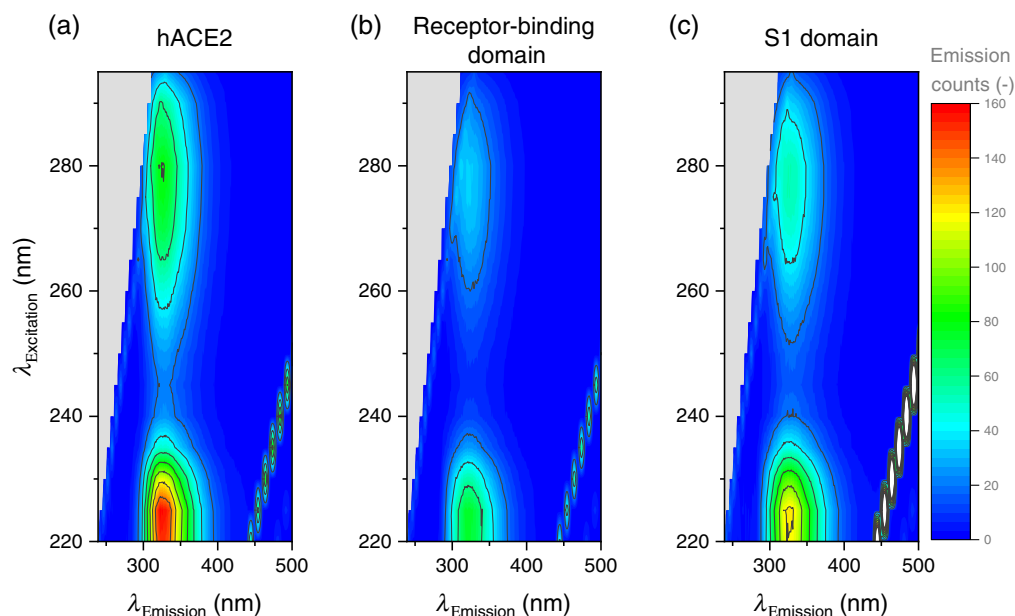 (a)
hACE2
(b)
Receptor-binding
domain
(c)
S1 domain
Emission
counts (-)
λExcitation (nm)
280
260
240
220
300
400
500
λEmission (nm)
280
260
240
220
300
400
500
λEmission (nm)
280
260
240
220
300
400
500
λEmission (nm)
160
140
120
100
80
60
40
20
0